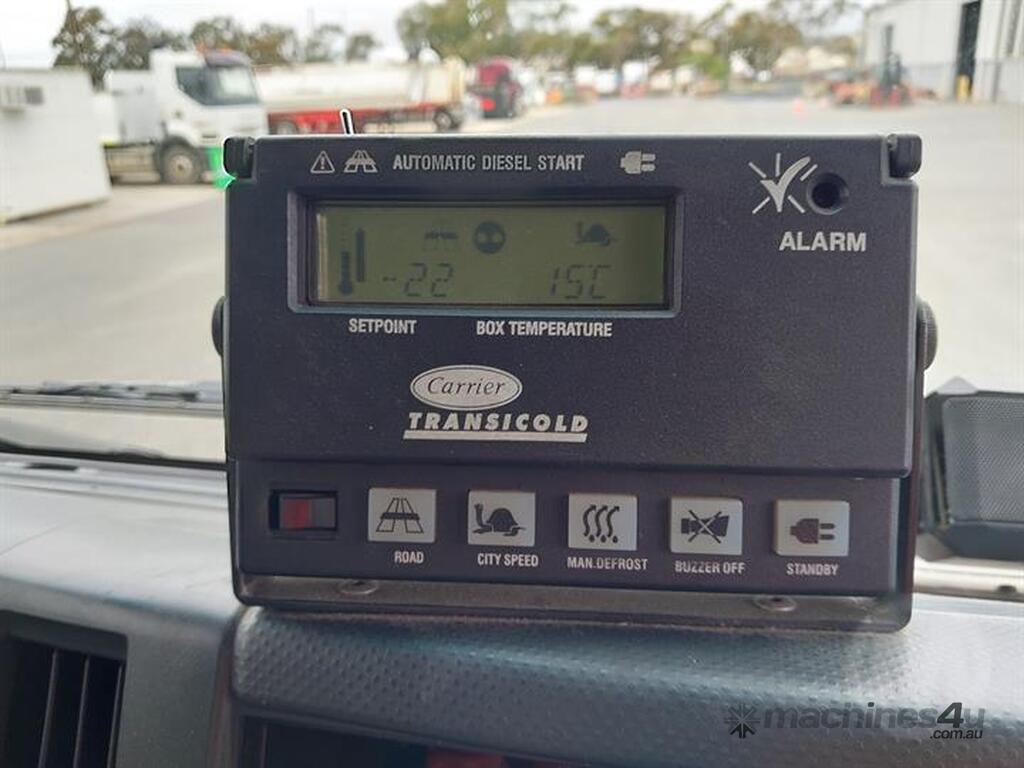 AUTOMATIC DIESEL START
ALARM
-22 15C
SETPOINT BOX TEMPERATURE
Carrier
TRANSICOLD
ROAD CITY SPEED MAN.DEFROST BUZZER OFF STANDBY
machines4u
.com.au